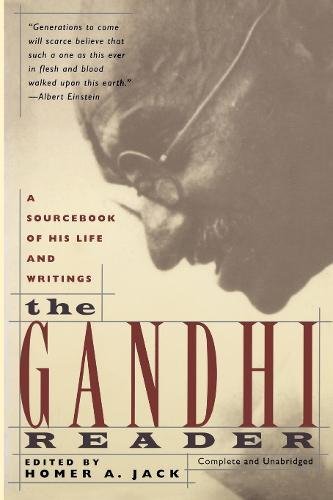 "Generations to come
will scarce believe that
such a one as this ever
in flesh and blood
walked upon this earth."
—Albert Einstein
A
SOURCEBOOK
OF HIS LIFE
AND
WRITINGS
the
GANDHI
READER
EDITED BY
HOMER A. JACK
Complete and Unabridged